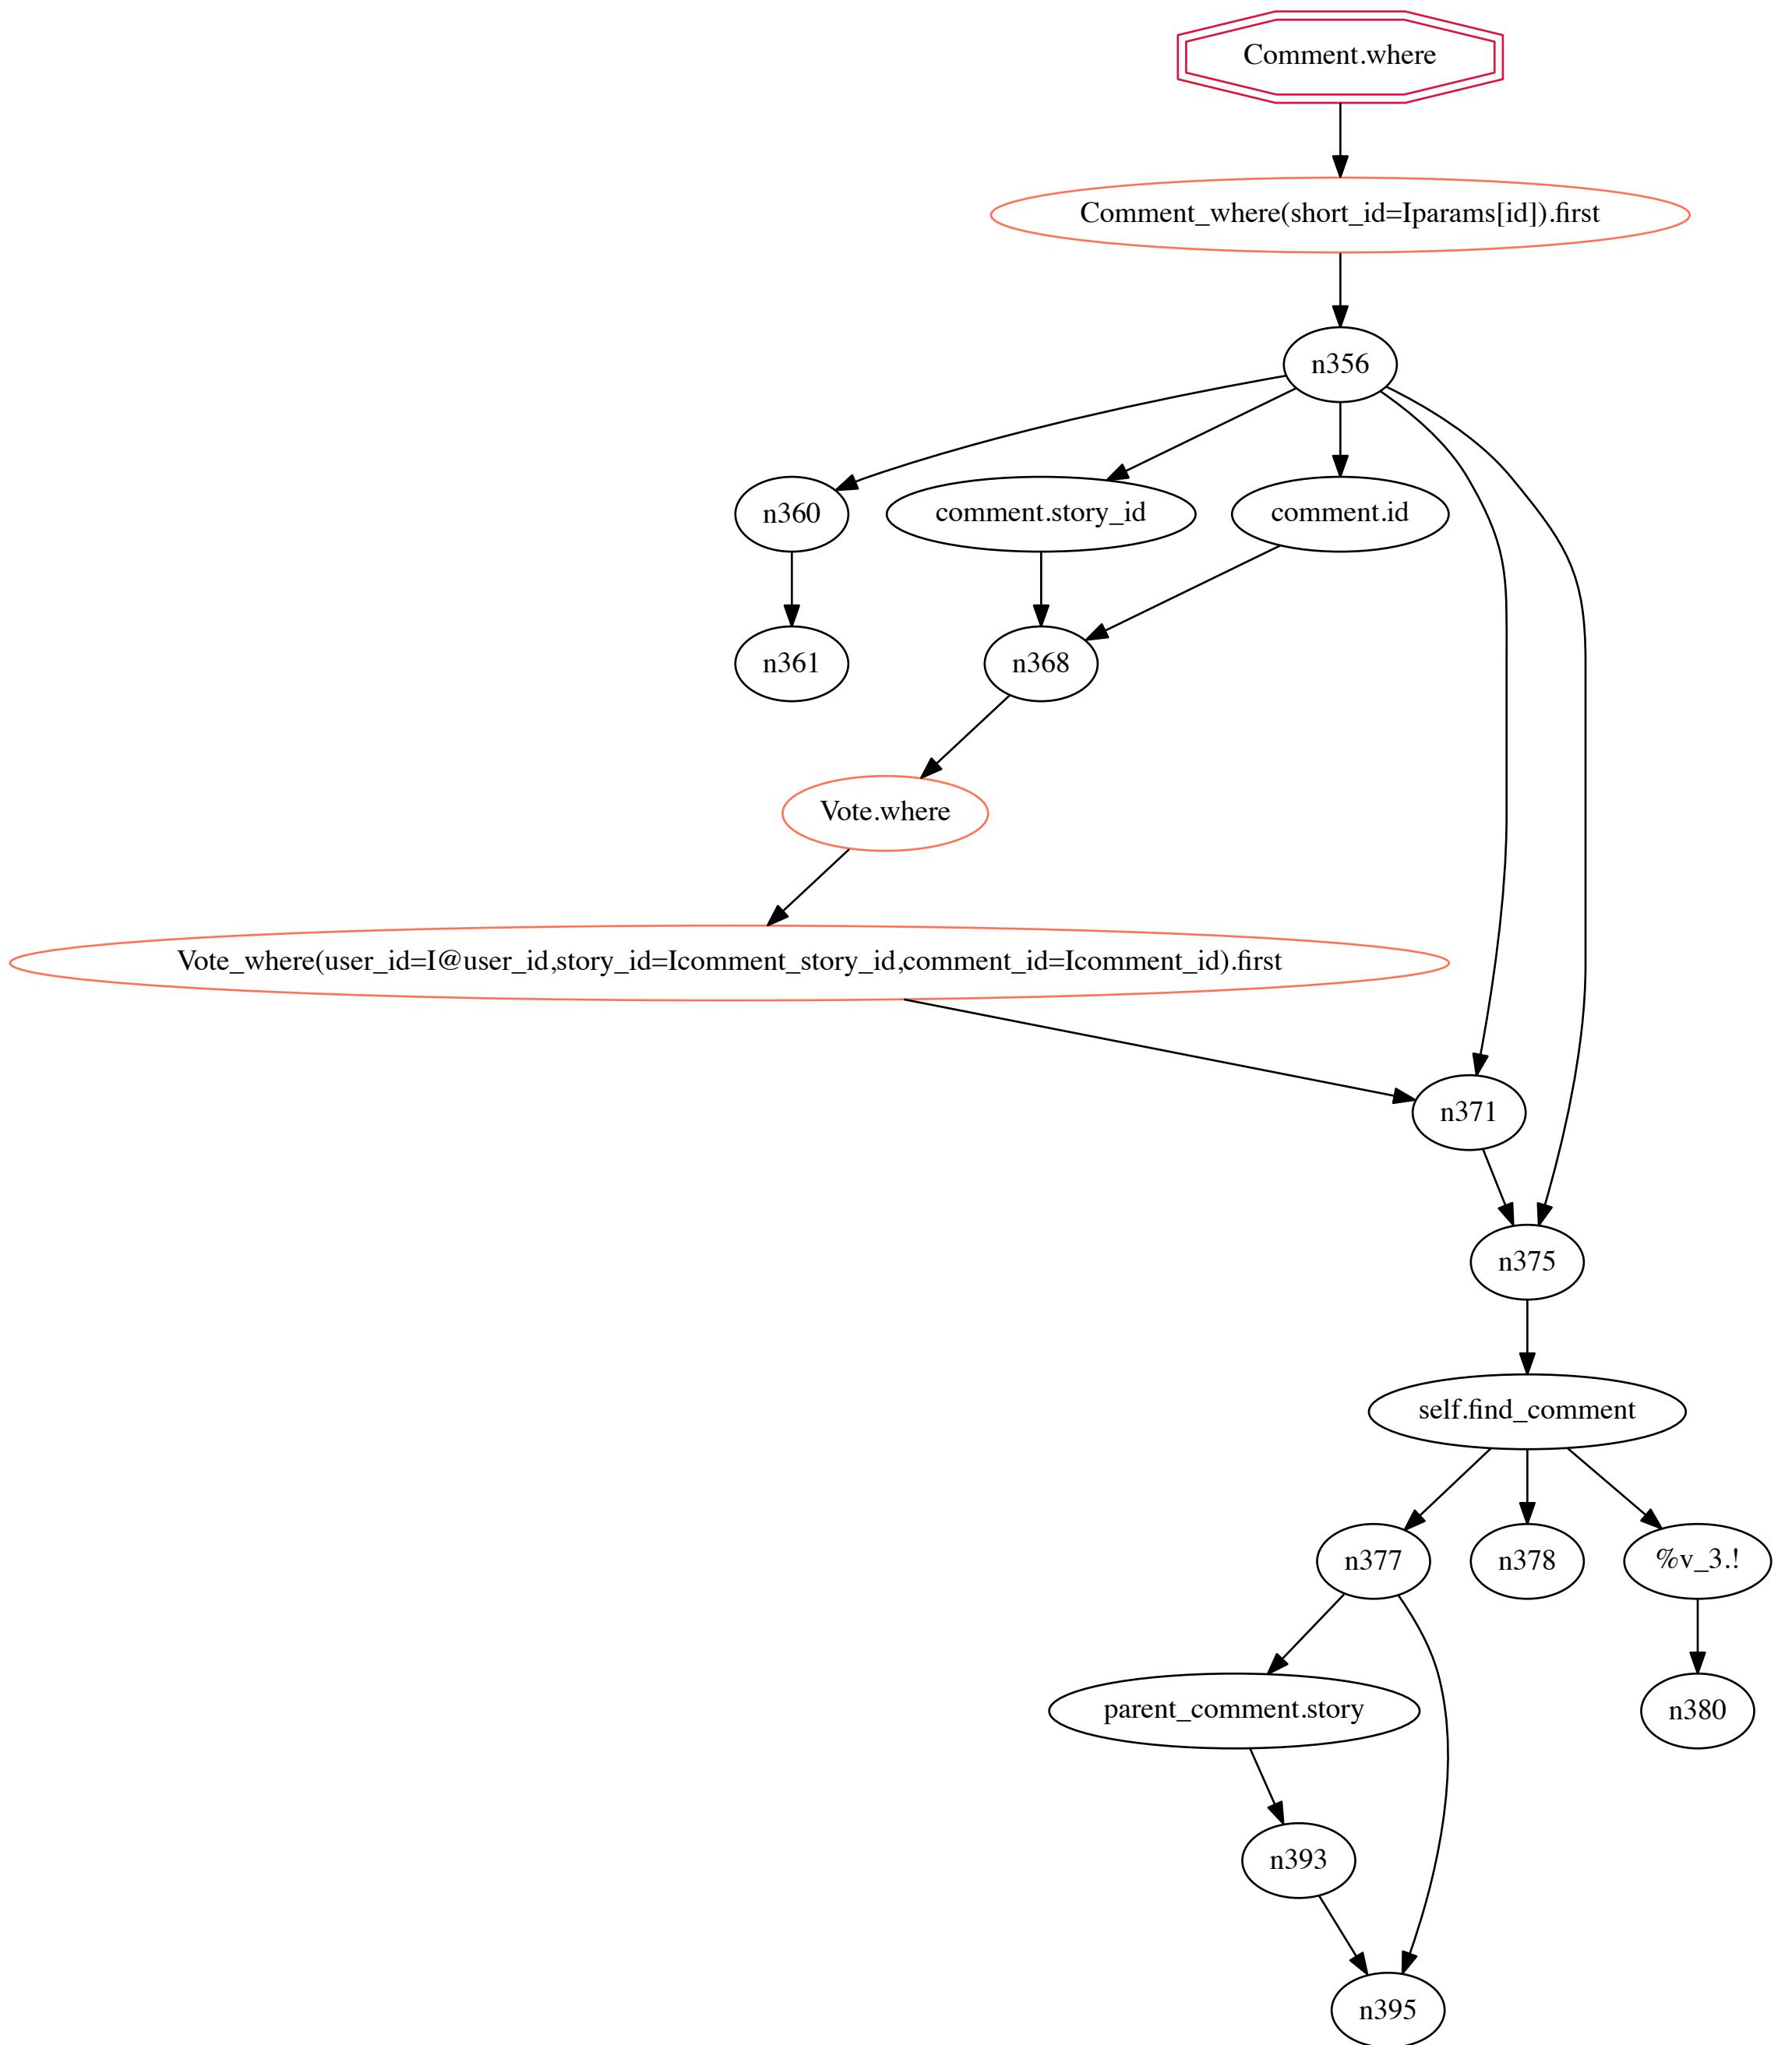 Comment.where
Comment_where(short_id=Iparams[id]).first
n356
n360
comment.story_id
comment.id
n361
n368
Vote.where
Vote_where(user_id=I@user_id,story_id=Icomment_story_id,comment_id=Icomment_id).first
n371
n375
self.find_comment
n377
n378
%v_3.!
parent_comment.story
n380
n393
n395